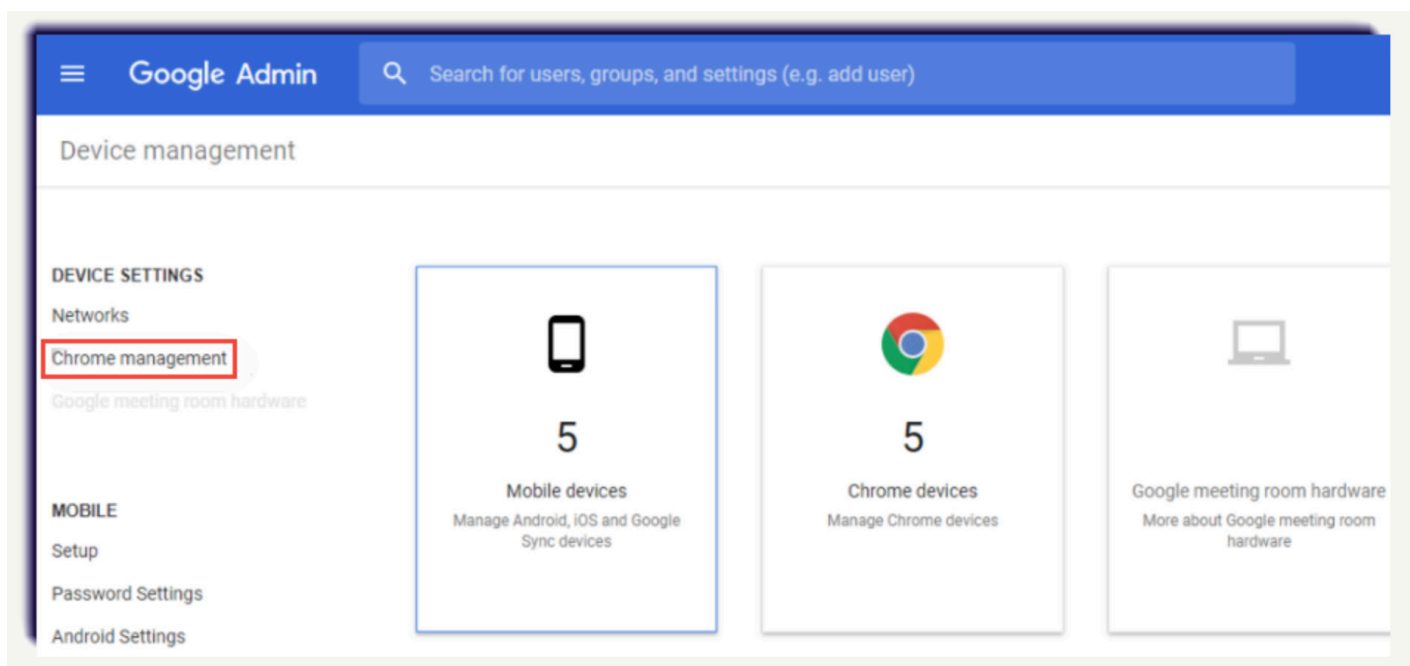 Google Admin
Search for users, groups, and settings (e.g. add user)
Device management
DEVICE SETTINGS
Networks
Chrome management
Google meeting room hardware
MOBILE
Setup
Password Settings
Android Settings
5
Mobile devices
Manage Android, iOS and Google
Sync devices
5
Chrome devices
Manage Chrome devices
Google meeting room hardware
More about Google meeting room
hardware